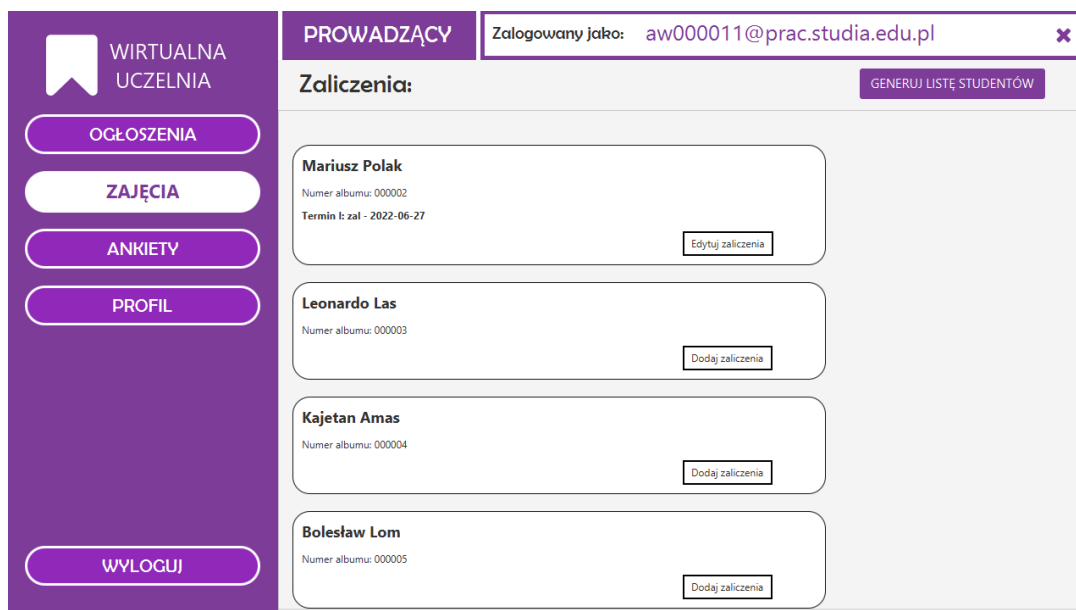 WIRTUALNA
UCZELNIA
OGŁOSZENIA
ZAJĘCIA
ANKIETY
PROFIL
WYLOGUJ
PROWADZĄCY
Zalogowany jako: aw000011@prac.studia.edu.pl
Zaliczenia:
GENERUJ LISTĘ STUDENTÓW
Mariusz Polak
Numer albumu: 000002
Termin I: zal - 2022-06-27
Edytuj zaliczenia
Leonardo Las
Numer albumu: 000003
Dodaj zaliczenia
Kajetan Amas
Numer albumu: 000004
Dodaj zaliczenia
Bolesław Lom
Numer albumu: 000005
Dodaj zaliczenia